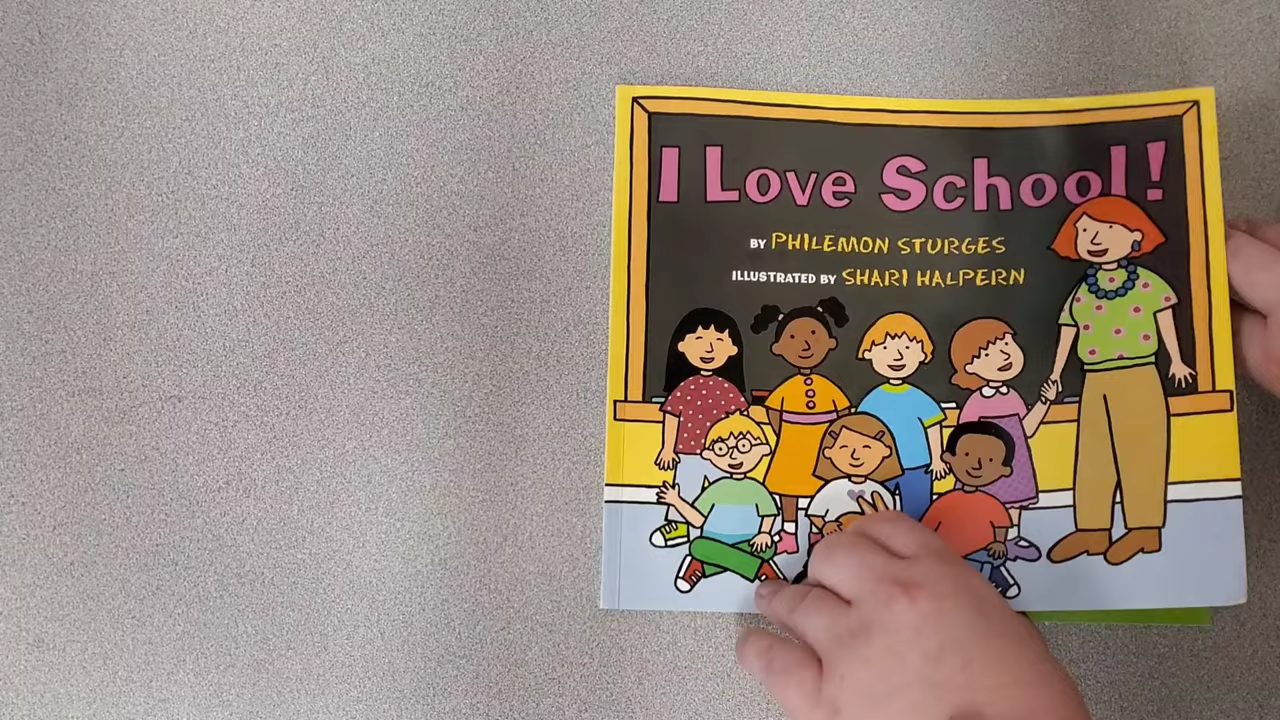 I Love School!
BY PHILEMON STURGES
ILLUSTRATED BY SHARI HALPERN